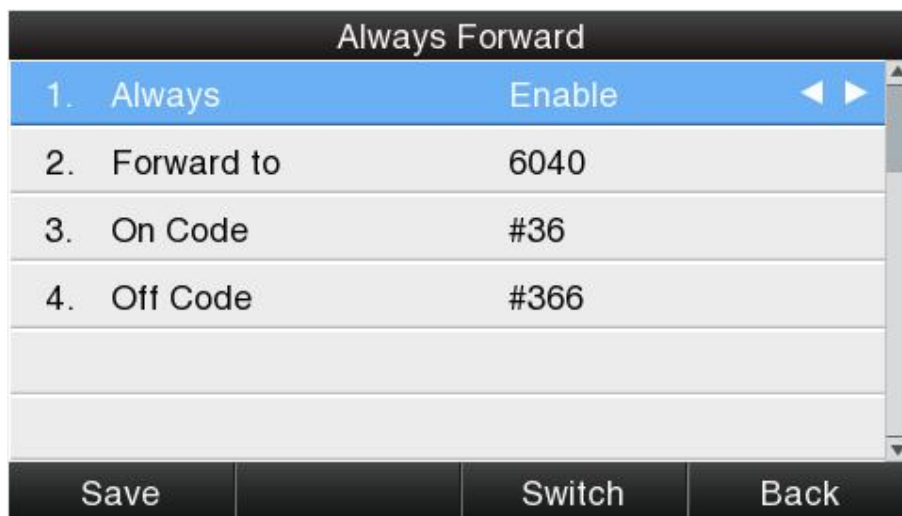 Always Forward
1. Always Enable
2. Forward to 6040
3. On Code #36
4. Off Code #366
Save Switch Back